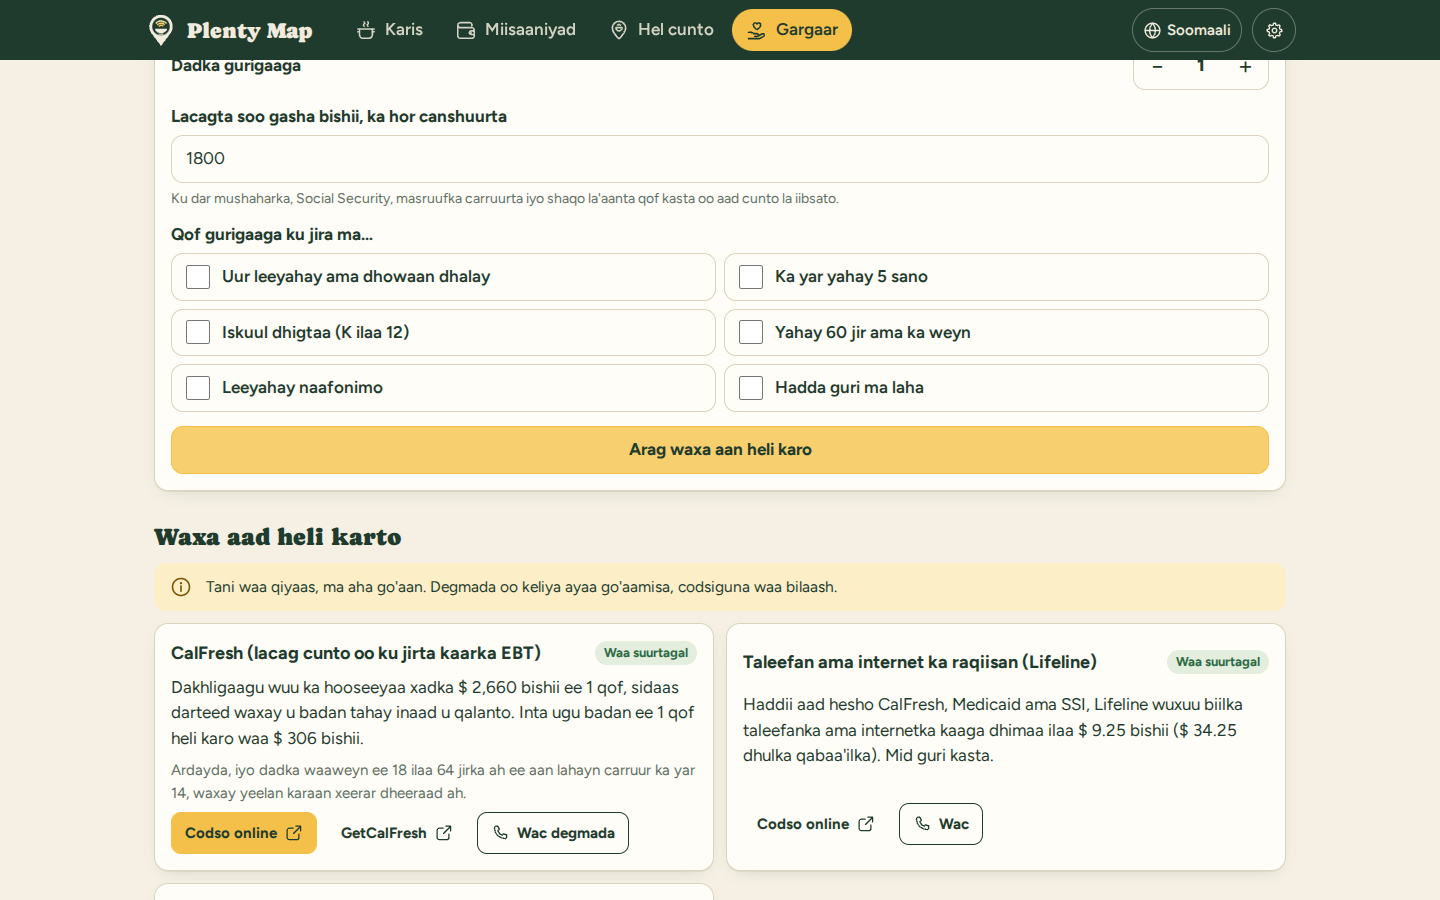 Plenty Map
Karis
Miisaaniyad
Hel cunto
Gargaar
Soomaali
Dadka gurigaaga
− 1 +
Lacagta soo gasha bishii, ka hor canshuurta
1800
Ku dar mushaharka, Social Security, masruufka carruurta iyo shaqo la'aanta qof kasta oo aad cunto la iibsato.
Qof gurigaaga ku jira ma...
Uur leeyahay ama dhowaan dhalay
Ka yar yahay 5 sano
Iskuul dhigtaa (K ilaa 12)
Yahay 60 jir ama ka weyn
Leeyahay naafonimo
Hadda guri ma laha
Arag waxa aan heli karo
Waxa aad heli karto
Tani waa qiyaas, ma aha go'aan. Degmada oo keliya ayaa go'aamisa, codsiguna waa bilaash.
CalFresh (lacag cunto oo ku jirta kaarka EBT)
Waa suurtagal
Dakhligaagu wuu ka hooseeyaa xadka $ 2,660 bishii ee 1 qof, sidaas
darteed waxay u badan tahay inaad u qalanto. Inta ugu badan ee 1 qof
heli karo waa $ 306 bishii.
Ardayda, iyo dadka waaweyn ee 18 ilaa 64 jirka ah ee aan lahayn carruur ka yar
14, waxay yeelan karaan xeerar dheeraad ah.
Codso online
GetCalFresh
Wac degmada
Taleefan ama internet ka raqiisan (Lifeline)
Waa suurtagal
Haddii aad hesho CalFresh, Medicaid ama SSI, Lifeline wuxuu biilka
taleefanka ama internetka kaaga dhimaa ilaa $ 9.25 bishii ($ 34.25
dhulka qabaa'ilka). Mid guri kasta.
Codso online
Wac